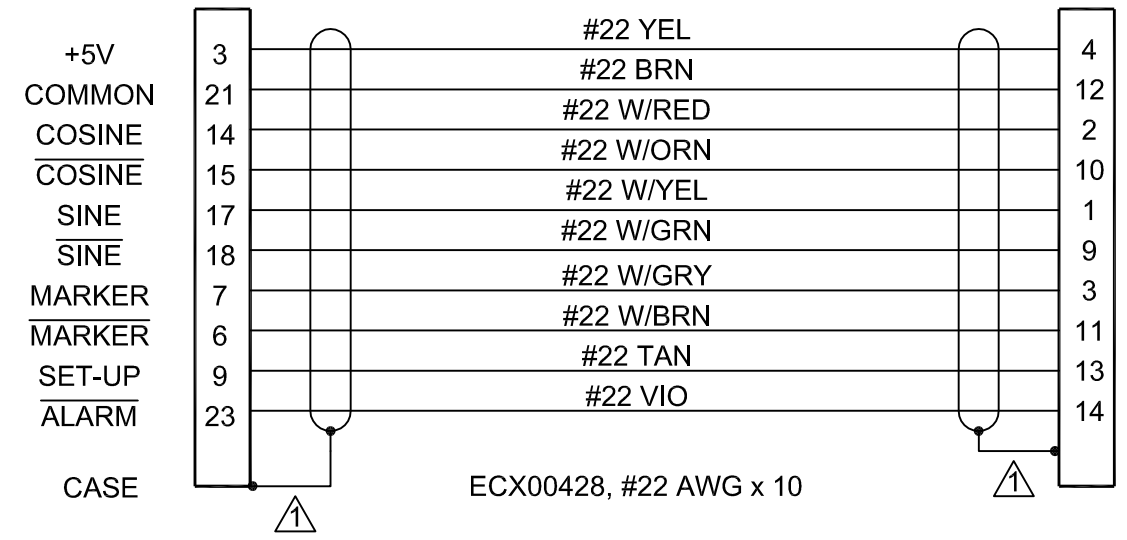 +5V 3 #22 YEL 4
COMMON 21 #22 BRN 12
COSINE 14 #22 W/RED 2
COSINE 15 #22 W/ORN 10
SINE 17 #22 W/YEL 1
SINE 18 #22 W/GRN 9
MARKER 7 #22 W/GRY 3
MARKER 6 #22 W/BRN 11
SET-UP 9 #22 TAN 13
ALARM 23 #22 VIO 14
CASE 1 ECX00428, #22 AWG x 10 1